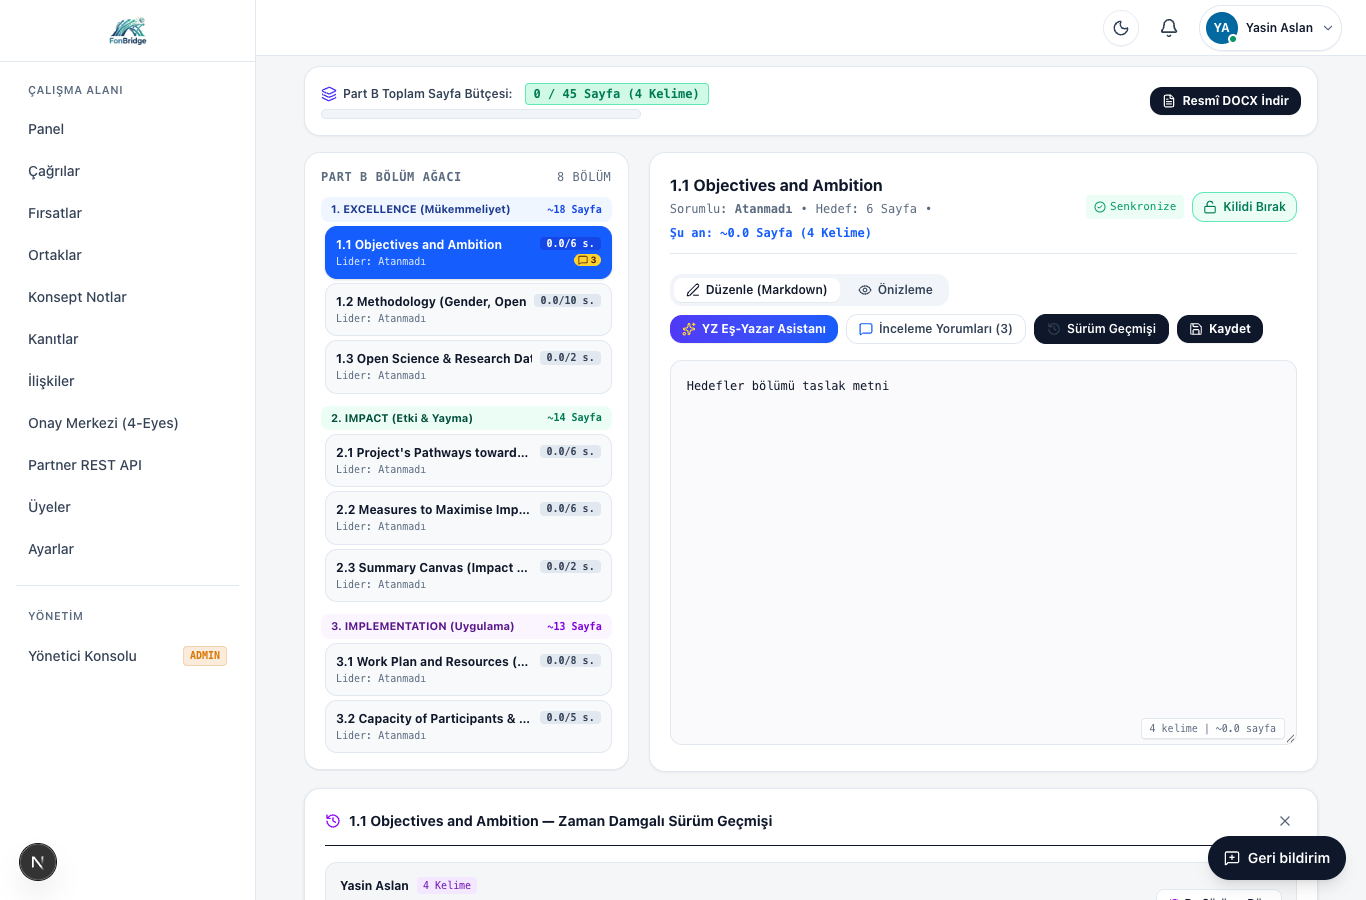 FonBridge
YA
Yasin Aslan
ÇALIŞMA ALANI
Panel
Çağrılar
Fırsatlar
Ortaklar
Konsept Notlar
Kanıtlar
İlişkiler
Onay Merkezi (4-Eyes)
Partner REST API
Üyeler
Ayarlar
YÖNETİM
Yönetici Konsolu
ADMIN
N
Part B Toplam Sayfa Bütçesi:
0 / 45 Sayfa (4 Kelime)
Resmî DOCX İndir
PART B BÖLÜM AĞACI
8 BÖLÜM
1. EXCELLENCE (Mükemmeliyet)
~18 Sayfa
1.1 Objectives and Ambition
0.0/6 s.
Lider: Atanmadı
3
1.2 Methodology (Gender, Open
0.0/10 s.
Lider: Atanmadı
1.3 Open Science & Research Dat
0.0/2 s.
Lider: Atanmadı
2. IMPACT (Etki & Yayma)
~14 Sayfa
2.1 Project's Pathways toward...
0.0/6 s.
Lider: Atanmadı
2.2 Measures to Maximise Imp...
0.0/6 s.
Lider: Atanmadı
2.3 Summary Canvas (Impact ...
0.0/2 s.
Lider: Atanmadı
3. IMPLEMENTATION (Uygulama)
~13 Sayfa
3.1 Work Plan and Resources (...
0.0/8 s.
Lider: Atanmadı
3.2 Capacity of Participants & ...
0.0/5 s.
Lider: Atanmadı
1.1 Objectives and Ambition
Sorumlu: Atanmadı • Hedef: 6 Sayfa •
Şu an: ~0.0 Sayfa (4 Kelime)
Senkronize
Kilidi Bırak
Düzenle (Markdown)
Önizleme
YZ Eş-Yazar Asistanı
İnceleme Yorumları (3)
Sürüm Geçmişi
Kaydet
Hedefler bölümü taslak metni
4 kelime | ~0.0 sayfa
1.1 Objectives and Ambition — Zaman Damgalı Sürüm Geçmişi
Yasin Aslan
4 Kelime
Geri bildirim